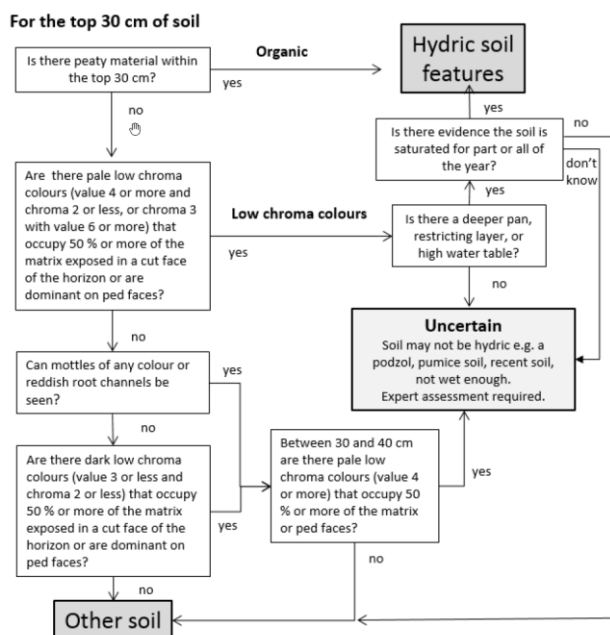 For the top 30 cm of soil
Is there peaty material within
the top 30 cm?
Organic
yes
Hydric soil
features
no
yes
no
Is there evidence the soil is
saturated for part or all of
the year?
don't
know
Are there pale low chroma
colours (value 4 or more and
chroma 2 or less, or chroma 3
with value 6 or more) that
occupy 50 % or more of the
matrix exposed in a cut face
of the horizon or are
dominant on ped faces?
Low chroma colours
yes
yes
Is there a deeper pan,
restricting layer, or
high water table?
no
no
Uncertain
Soil may not be hydric e.g. a
podzol, pumice soil, recent soil,
not wet enough.
Expert assessment required.
Can mottles of any colour or
reddish root channels be
seen?
yes
no
Are there dark low chroma
colours (value 3 or less and
chroma 2 or less) that occupy
50 % or more of the matrix
exposed in a cut face of the
horizon or are dominant on
ped faces?
yes
Between 30 and 40 cm
are there pale low
chroma colours (value 4
or more) that occupy 50
% or more of the matrix
or ped faces?
yes
no
no
Other soil